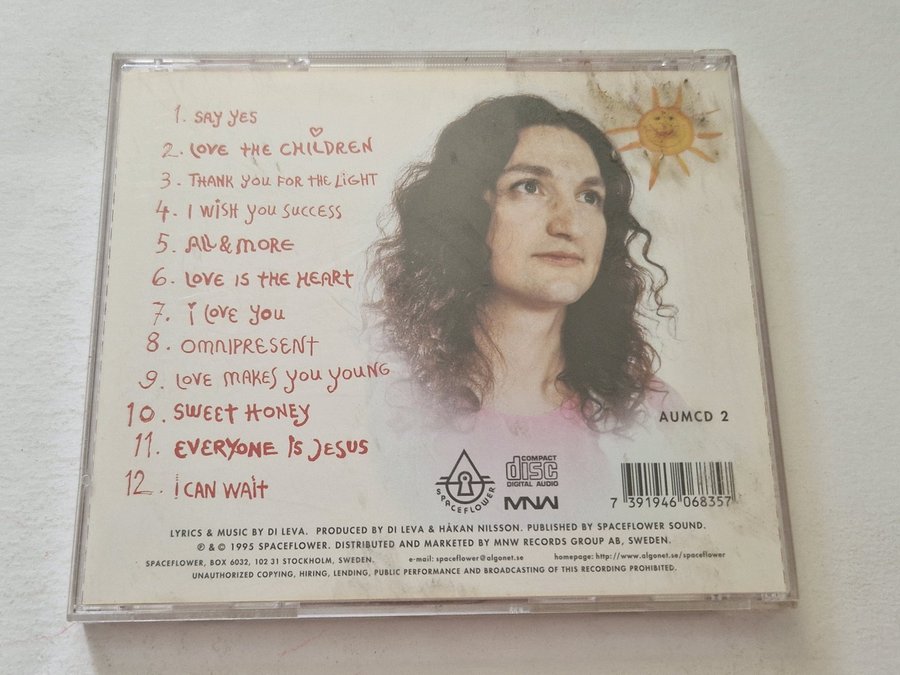 1. SAY YES
2. LOVE THE CHILDREN
3. THANK YOU FOR THE LIGHT
4. I WISH YOU SUCCESS
5. ALL & MORE
6. LOVE IS THE HEART
7. I LOVE YOU
8. OMNIPRESENT
9. LOVE MAKES YOU YOUNG
10. SWEET HONEY
11. EVERYONE IS JESUS
12. I CAN WAIT
AUMCD 2
SPACEFLOWER
COMPACT
disc
DIGITAL AUDIO
MNW
7 391946 068357
LYRICS & MUSIC BY DI LEVA. PRODUCED BY DI LEVA & HÅKAN NILSSON. PUBLISHED BY SPACEFLOWER SOUND.
℗ & © 1995 SPACEFLOWER. DISTRIBUTED AND MARKETED BY MNW RECORDS GROUP AB, SWEDEN.
SPACEFLOWER, BOX 6032, 102 31 STOCKHOLM, SWEDEN. e-mail: spaceflower@algonet.se homepage: http://www.algonet.se/spaceflower
UNAUTHORIZED COPYING, HIRING, LENDING, PUBLIC PERFORMANCE AND BROADCASTING OF THIS RECORDING PROHIBITED.